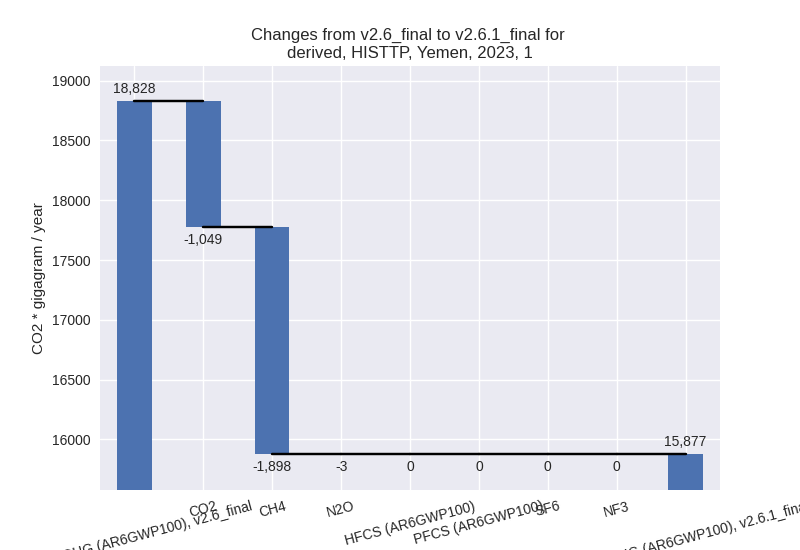 Changes from v2.6_final to v2.6.1_final for
derived, HISTTP, Yemen, 2023, 1
CO2 * gigagram / year
19000
18500
18000
17500
17000
16500
16000
18,828
-1,049
-1,898
-3
0
0
0
0
15,877
(AR6GWP100), v2.6_final
CO2
CH4
N2O
HFCS (AR6GWP100)
PFCS (AR6GWP100)
SF6
NF3
(AR6GWP100), v2.6.1_fina